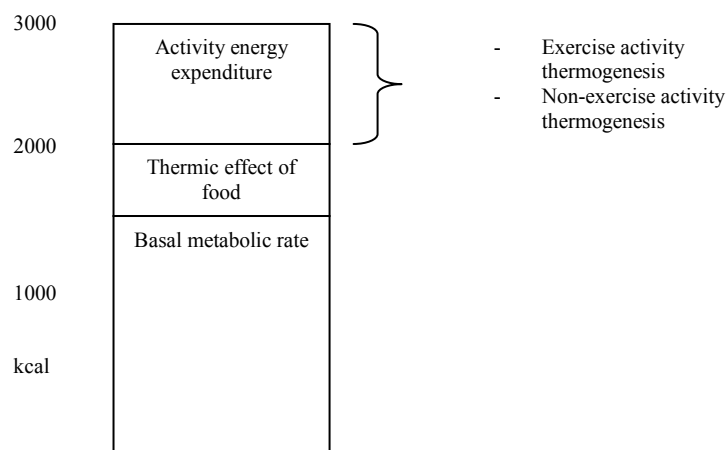 3000
Activity energy
expenditure
- Exercise activity
thermogenesis
- Non-exercise activity
thermogenesis
2000
Thermic effect of
food
Basal metabolic rate
1000
kcal